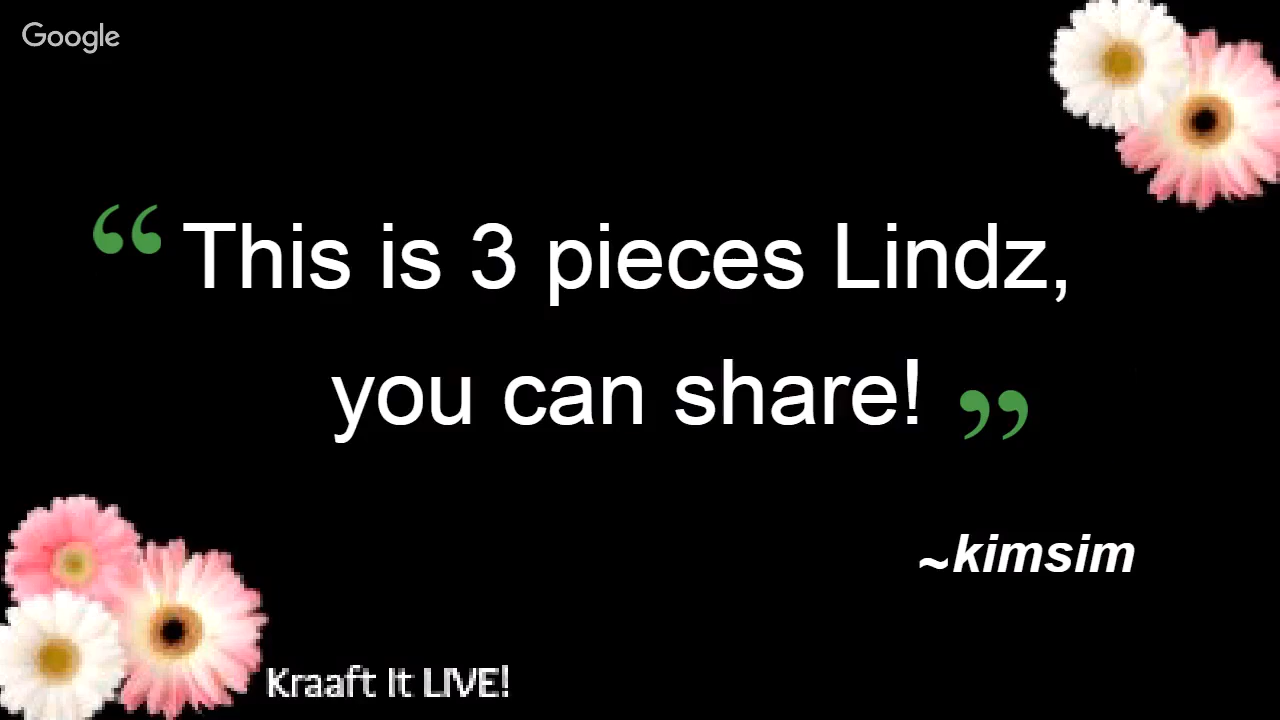 Google
“This is 3 pieces Lindz,
you can share!”
~kimsim
Kraaft It LIVE!